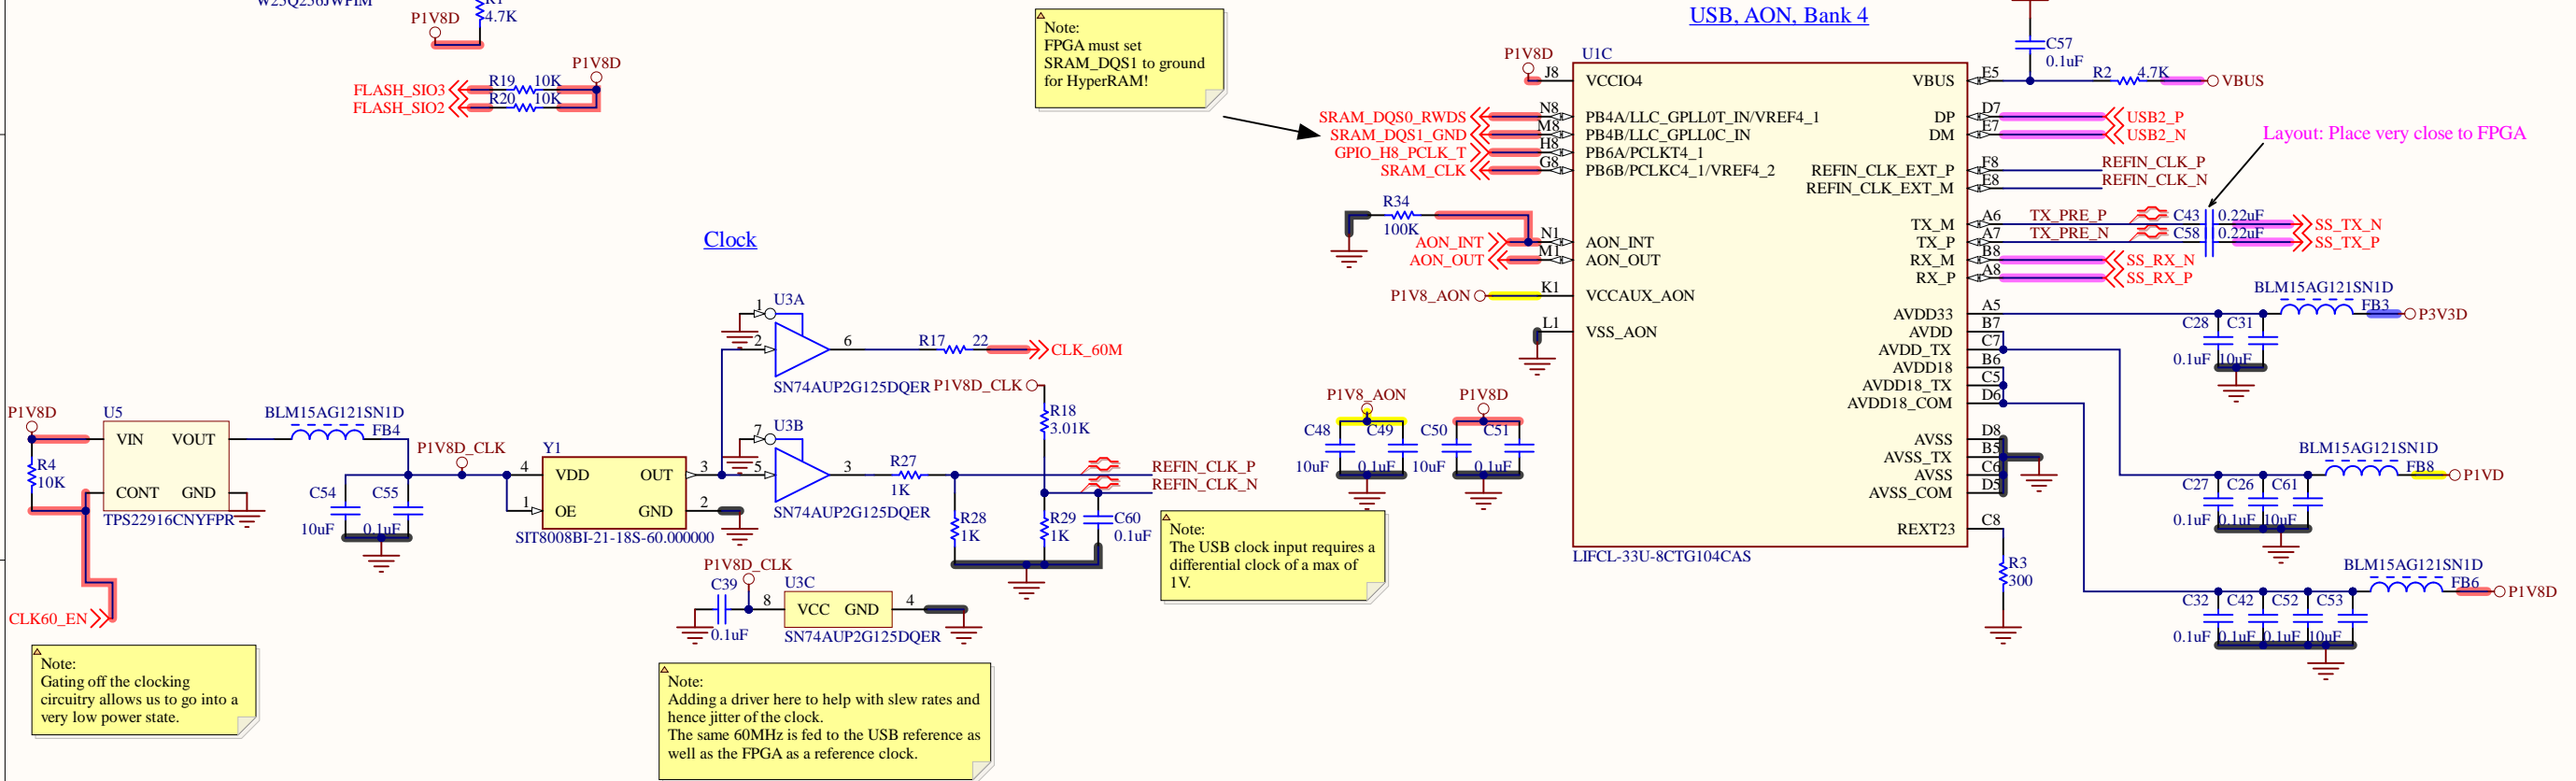 W25Q256JWPIM
R1
4.7K
P1V8D
P1V8D
FLASH_SIO3
R19 10K
FLASH_SIO2
R20 10K
Note:
FPGA must set
SRAM_DQS1 to ground
for HyperRAM!
USB, AON, Bank 4
C57
0.1uF
P1V8D
U1C
J8 VCCIO4
VBUS E5
R2 4.7K
VBUS
SRAM_DQS0_RWDS N8 PB4A/LLC_GPLL0T_IN/VREF4_1
SRAM_DQS1_GND M8 PB4B/LLC_GPLL0C_IN
GPIO_H8_PCLK_T H8 PB6A/PCLKT4_1
SRAM_CLK G8 PB6B/PCLKC4_1/VREF4_2
DP D7 USB2_P
DM E7 USB2_N
Layout: Place very close to FPGA
REFIN_CLK_EXT_P F8 REFIN_CLK_P
REFIN_CLK_EXT_M E8 REFIN_CLK_N
R34
100K
AON_INT N1 AON_INT
AON_OUT M1 AON_OUT
TX_M A6 TX_PRE_P C43 0.22uF SS_TX_N
TX_P A7 TX_PRE_N C58 0.22uF SS_TX_P
RX_M B8 SS_RX_N
RX_P A8 SS_RX_P
P1V8_AON K1 VCCAUX_AON
L1 VSS_AON
AVDD33 A5
AVDD B7
AVDD_TX C7
AVDD18 B6
AVDD18_TX C5
AVDD18_COM D6
AVSS D8
AVSS_TX B5
AVSS C6
AVSS_COM D5
REXT23 C8
R3
300
LIFCL-33U-8CTG104CAS
BLM15AG121SN1D
FB3
P3V3D
C28 C31
0.1uF 10uF
BLM15AG121SN1D
FB8
P1VD
C27 C26 C61
0.1uF 0.1uF 10uF
BLM15AG121SN1D
FB6
P1V8D
C32 C42 C52 C53
0.1uF 0.1uF 0.1uF 10uF
P1V8_AON
P1V8D
C48 C49 C50 C51
10uF 0.1uF 10uF 0.1uF
Clock
1 U3A
2
6
R17 22
CLK_60M
SN74AUP2G125DQER
P1V8D_CLK
R18
3.01K
7 U3B
5
3
R27
1K
SN74AUP2G125DQER
REFIN_CLK_P
REFIN_CLK_N
R28
1K
R29
1K
C60
0.1uF
Note:
The USB clock input requires a
differential clock of a max of
1V.
P1V8D
U5
VIN VOUT
CONT GND
TPS22916CNYFPR
R4
10K
CLK60_EN
BLM15AG121SN1D
FB4
P1V8D_CLK
C54 C55
10uF 0.1uF
Y1
4 VDD OUT 3
1 OE GND 2
SIT8008BI-21-18S-60.000000
P1V8D_CLK
C39
0.1uF
U3C
8 VCC GND 4
SN74AUP2G125DQER
Note:
Gating off the clocking
circuitry allows us to go into a
very low power state.
Note:
Adding a driver here to help with slew rates and
hence jitter of the clock.
The same 60MHz is fed to the USB reference as
well as the FPGA as a reference clock.